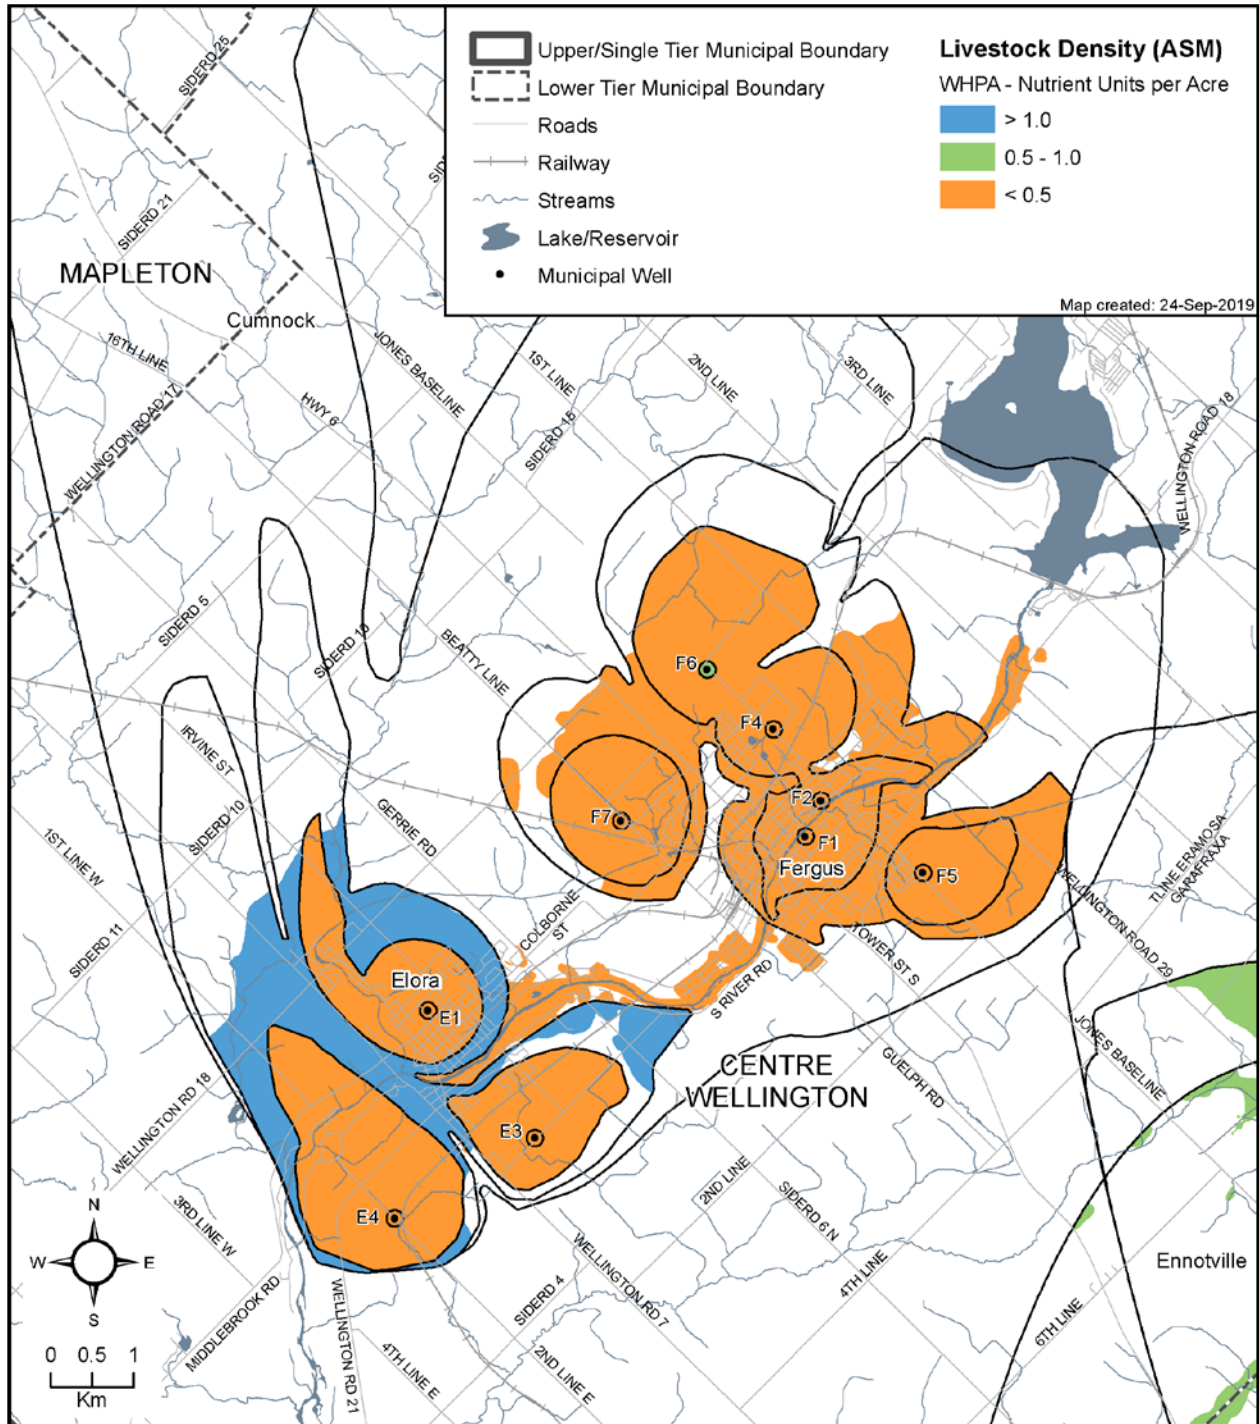 Upper/Single Tier Municipal Boundary
Lower Tier Municipal Boundary
Roads
Railway
Streams
Lake/Reservoir
Municipal Well
Livestock Density (ASM)
WHPA - Nutrient Units per Acre
> 1.0
0.5 - 1.0
< 0.5
Map created: 24-Sep-2019
SIDERD 25
SIDERD 21
MAPLETON
Cumnock
16TH LINE
HWY 6
JONES BASELINE
1ST LINE
2ND LINE
3RD LINE
WELLINGTON ROAD 17
SIDERD 15
WELLINGTON ROAD 18
SIDERD 5
SIDERD 10
BEATTY LINE
IRVINE ST
SIDERD 10
GERRIE RD
1ST LINE W
SIDERD 11
COLBORNE
ST
F6
F4
F2
F7
F1
Fergus
F5
TOWER ST S
WELLINGTON ROAD 29
TLINE ERAMOSA
GARAFRAXA
Elora
E1
S RIVER RD
CENTRE
WELLINGTON
GUELPH RD
JONES BASELINE
WELLINGTON RD 18
E3
E4
3RD LINE W
2ND LINE
SIDERD 6 N
4TH LINE
Ennotville
6TH LINE
MIDDLEBROOK RD
WELLINGTON RD 21
SIDERD 4
WELLINGTON RD 7
4TH LINE E
2ND LINE E
N
W
E
S
0 0.5 1
Km